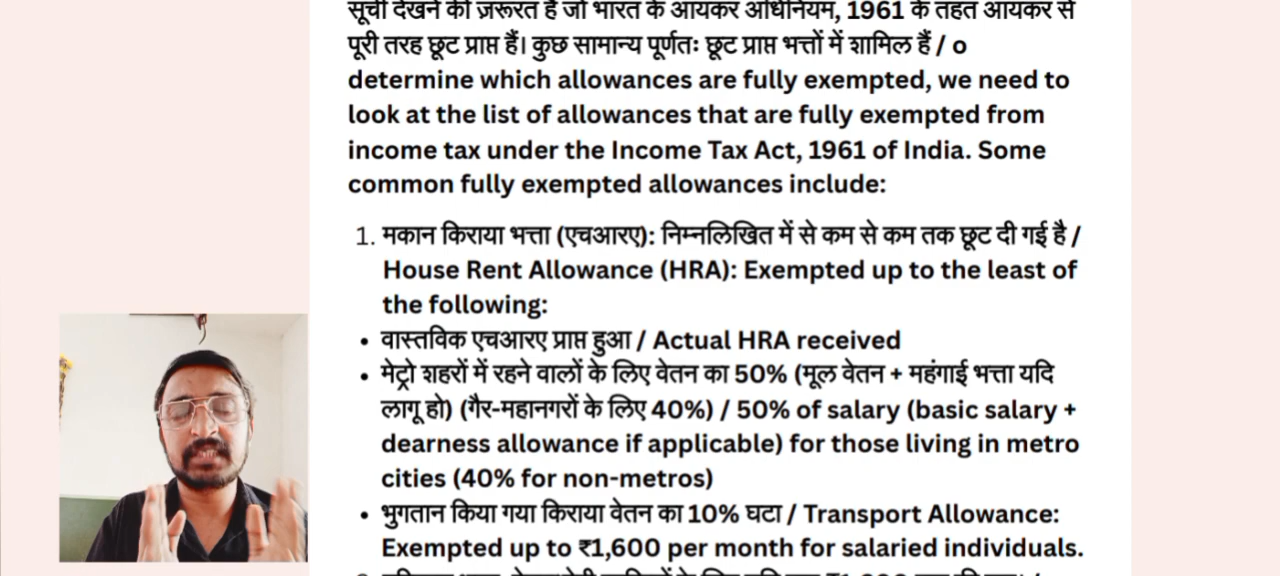 सूची देखने की ज़रूरत है जो भारत के आयकर अधिनियम, 1961 के तहत आयकर से
पूरी तरह छूट प्राप्त हैं। कुछ सामान्य पूर्णतः छूट प्राप्त भत्तों में शामिल हैं / o
determine which allowances are fully exempted, we need to
look at the list of allowances that are fully exempted from
income tax under the Income Tax Act, 1961 of India. Some
common fully exempted allowances include:
1. मकान किराया भत्ता (एचआरए): निम्नलिखित में से कम से कम तक छूट दी गई है /
House Rent Allowance (HRA): Exempted up to the least of
the following:
• वास्तविक एचआरए प्राप्त हुआ / Actual HRA received
• मेट्रो शहरों में रहने वालों के लिए वेतन का 50% (मूल वेतन + महंगाई भत्ता यदि
लागू हो) (गैर-महानगरों के लिए 40%) / 50% of salary (basic salary +
dearness allowance if applicable) for those living in metro
cities (40% for non-metros)
• भुगतान किया गया किराया वेतन का 10% घटा / Transport Allowance:
Exempted up to ₹1,600 per month for salaried individuals.